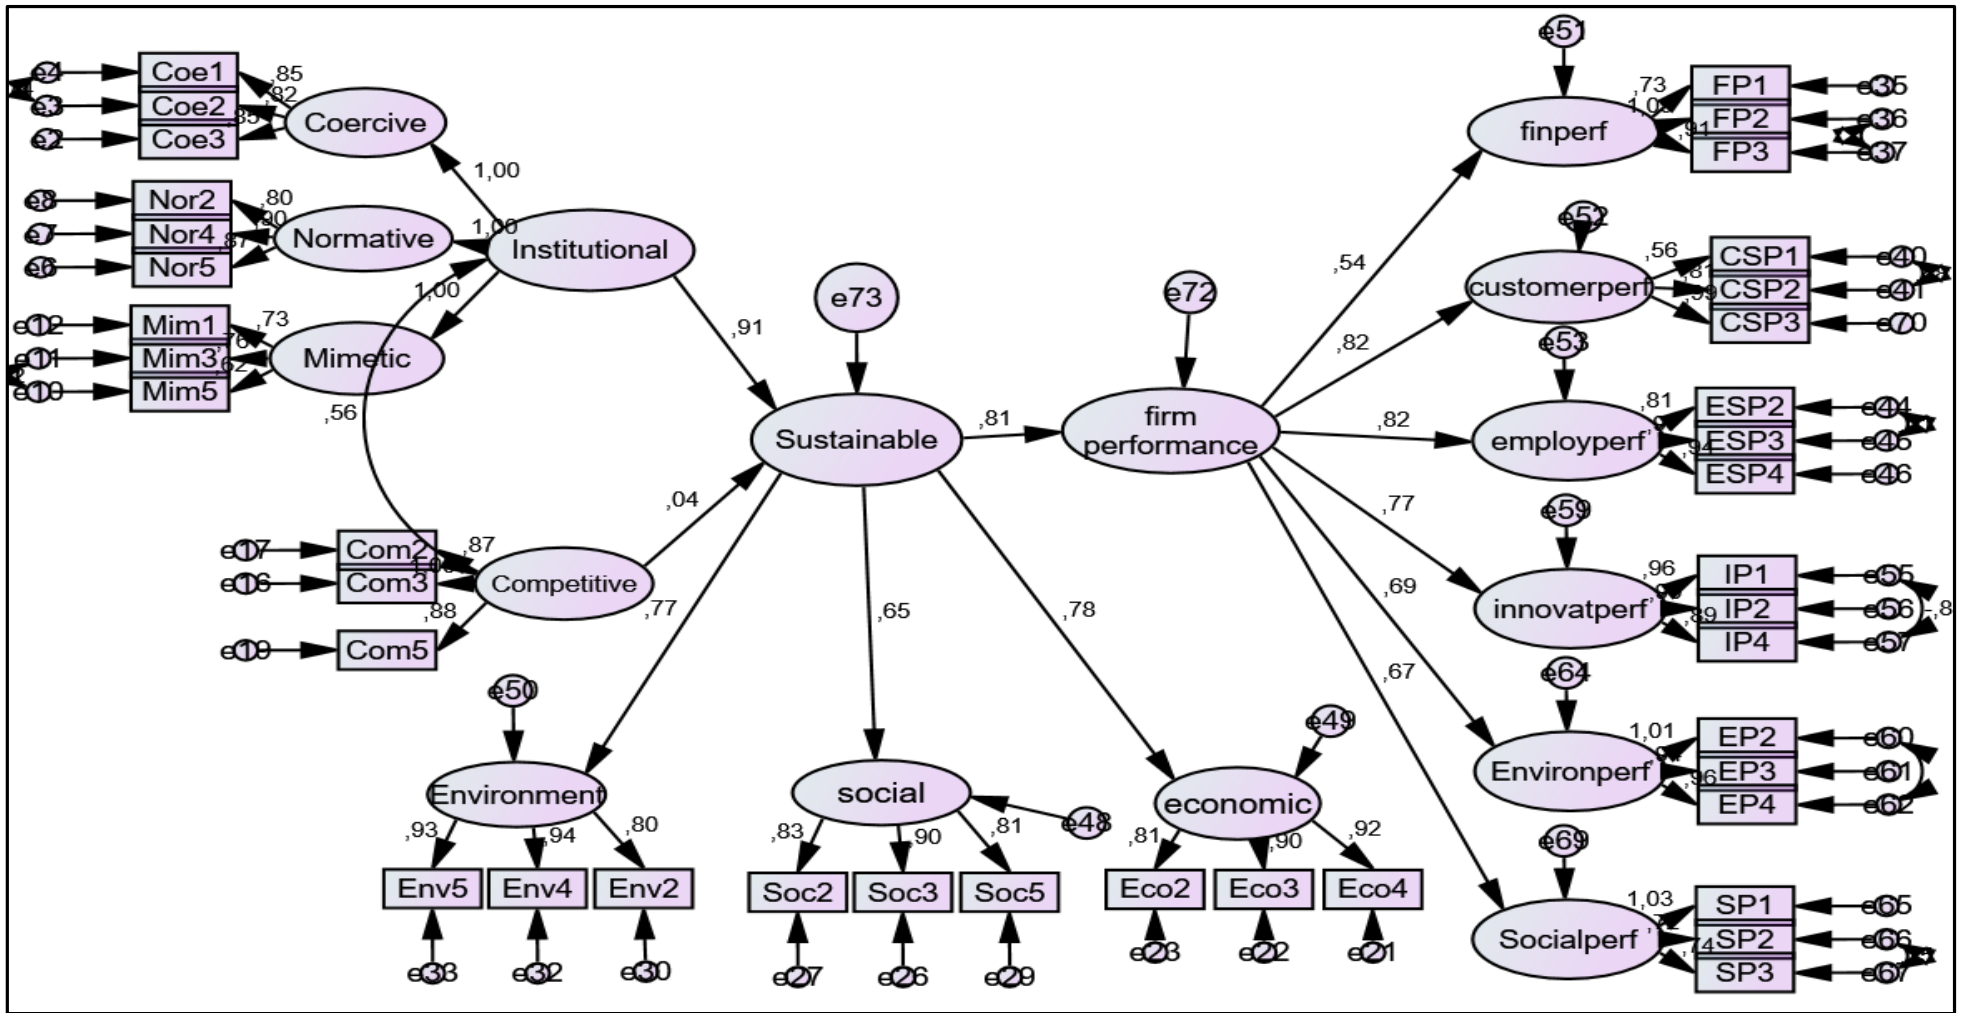 e4
Coe1
,85
e3
Coe2
,82
e2
Coe3
,85
Coercive
1,00
e8
Nor2
,80
e7
Nor4
,90
e6
Nor5
,87
Normative
1,00
Institutional
1,00
e12
Mim1
,73
e11
Mim3
,76
e10
Mim5
,62
Mimetic
,56
,91
e73
Sustainable
,04
e17
Com2
,87
e16
Com3
e19
Com5
,88
Competitive
,77
,65
,78
e50
Environment
,93
,94
,80
Env5
Env4
Env2
e33
e32
e30
social
e48
,83
,90
,81
Soc2
Soc3
Soc5
e27
e26
e29
e49
economic
,81
,90
,92
Eco2
Eco3
Eco4
e23
e22
e21
,81
e72
firm
performance
,54
,82
,82
,77
,69
,67
e51
finperf
,73
,91
FP1
FP2
FP3
e35
e36
e37
e52
customerperf
,56
CSP1
CSP2
CSP3
e40
e41
e70
e53
employperf
,81
,94
ESP2
ESP3
ESP4
e44
e45
e46
e59
innovatperf
,96
,89
IP1
IP2
IP4
e55
e56
e57
-,8
e64
Environperf
1,01
,96
EP2
EP3
EP4
e60
e61
e62
e69
Socialperf
1,03
,74
SP1
SP2
SP3
e65
e66
e67